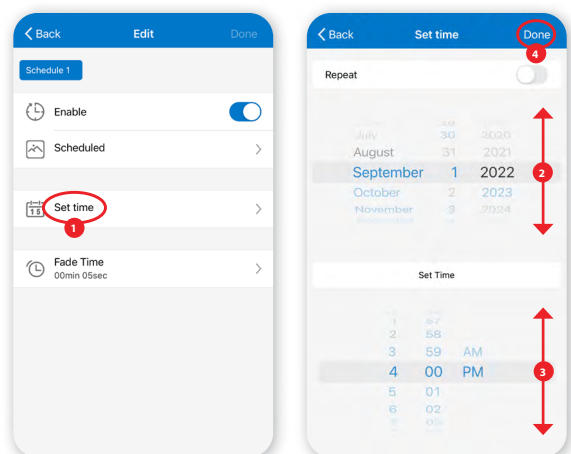 Back Edit Done
Schedule 1
Enable
Scheduled
15 Set time
1
Fade Time
00min 05sec
Back Set time Done
4
Repeat
July 30 2020
August 31 2021
September 1 2022
2
October 2 2023
November 3 2024
Set Time
1 57
2 58
3 59 AM
4 00 PM
3
5 01
6 02